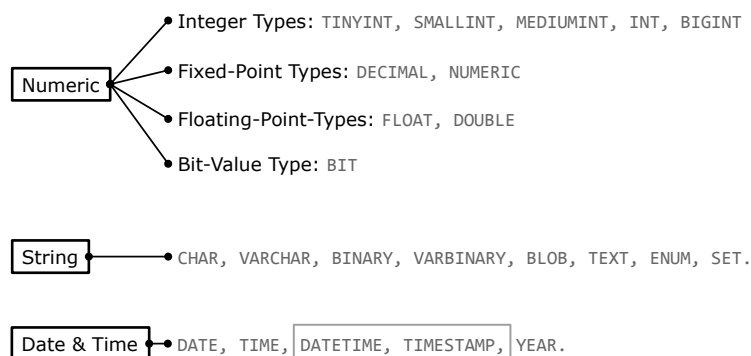 Integer Types: TINYINT, SMALLINT, MEDIUMINT, INT, BIGINT
Numeric
Fixed-Point Types: DECIMAL, NUMERIC
Floating-Point-Types: FLOAT, DOUBLE
Bit-Value Type: BIT
String CHAR, VARCHAR, BINARY, VARBINARY, BLOB, TEXT, ENUM, SET.
Date & Time DATE, TIME, DATETIME, TIMESTAMP, YEAR.